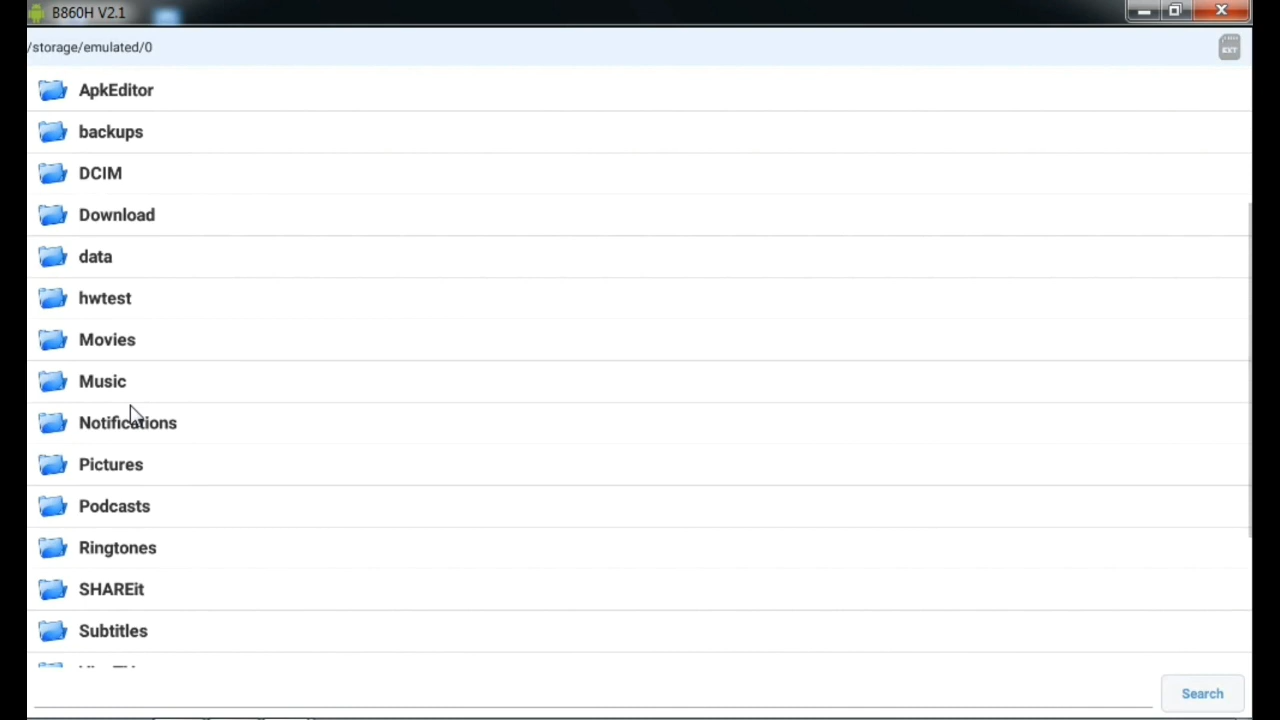 B860H V2.1
/storage/emulated/0
EXT
ApkEditor
backups
DCIM
Download
data
hwtest
Movies
Music
Notifications
Pictures
Podcasts
Ringtones
SHAREit
Subtitles
Search